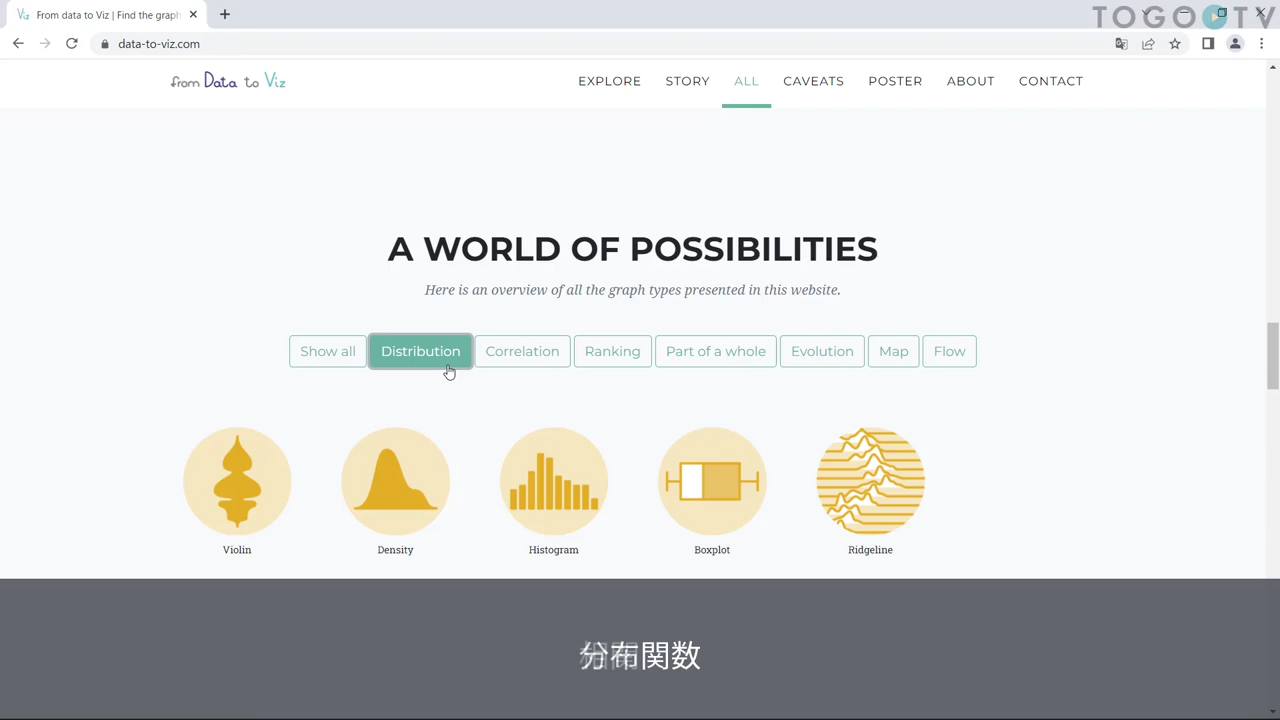 From data to Viz | Find the graph
TOGO TV
data-to-viz.com
from Data to Viz
EXPLORE STORY ALL CAVEATS POSTER ABOUT CONTACT
A WORLD OF POSSIBILITIES
Here is an overview of all the graph types presented in this website.
Show all Distribution Correlation Ranking Part of a whole Evolution Map Flow
Violin Density Histogram Boxplot Ridgeline
分布関数